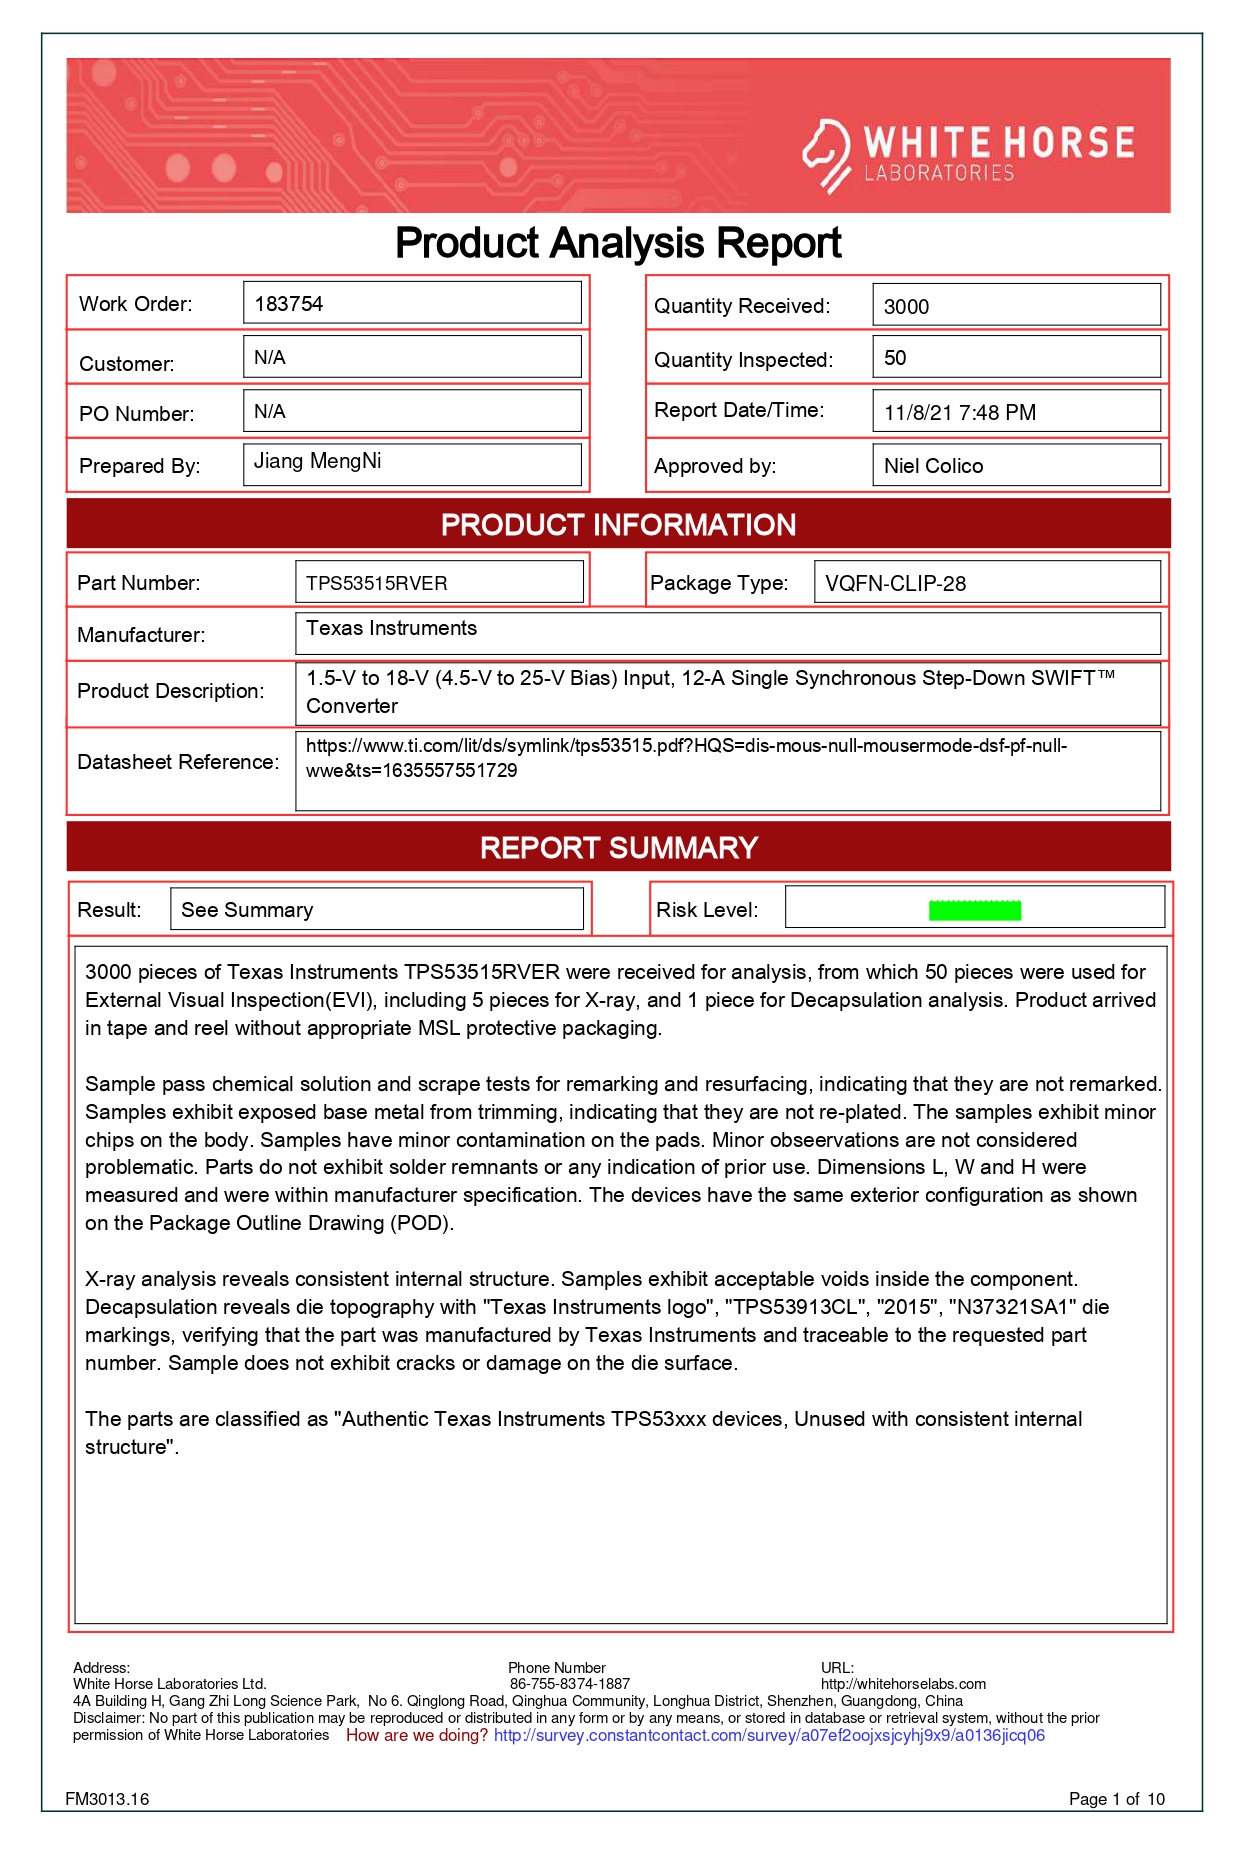 WHITE HORSE
LABORATORIES
Product Analysis Report
Work Order: 183754
Quantity Received: 3000
Customer: N/A
Quantity Inspected: 50
PO Number: N/A
Report Date/Time: 11/8/21 7:48 PM
Prepared By: Jiang MengNi
Approved by: Niel Colico
PRODUCT INFORMATION
Part Number: TPS53515RVER
Package Type: VQFN-CLIP-28
Manufacturer: Texas Instruments
Product Description: 1.5-V to 18-V (4.5-V to 25-V Bias) Input, 12-A Single Synchronous Step-Down SWIFT™
Converter
Datasheet Reference: https://www.ti.com/lit/ds/symlink/tps53515.pdf?HQS=dis-mous-null-mousermode-dsf-pf-null-
wwe&ts=1635557551729
REPORT SUMMARY
Result: See Summary
Risk Level:
3000 pieces of Texas Instruments TPS53515RVER were received for analysis, from which 50 pieces were used for
External Visual Inspection(EVI), including 5 pieces for X-ray, and 1 piece for Decapsulation analysis. Product arrived
in tape and reel without appropriate MSL protective packaging.
Sample pass chemical solution and scrape tests for remarking and resurfacing, indicating that they are not remarked.
Samples exhibit exposed base metal from trimming, indicating that they are not re-plated. The samples exhibit minor
chips on the body. Samples have minor contamination on the pads. Minor obseervations are not considered
problematic. Parts do not exhibit solder remnants or any indication of prior use. Dimensions L, W and H were
measured and were within manufacturer specification. The devices have the same exterior configuration as shown
on the Package Outline Drawing (POD).
X-ray analysis reveals consistent internal structure. Samples exhibit acceptable voids inside the component.
Decapsulation reveals die topography with "Texas Instruments logo", "TPS53913CL", "2015", "N37321SA1" die
markings, verifying that the part was manufactured by Texas Instruments and traceable to the requested part
number. Sample does not exhibit cracks or damage on the die surface.
The parts are classified as "Authentic Texas Instruments TPS53xxx devices, Unused with consistent internal
structure".
Address:
White Horse Laboratories Ltd.
Phone Number
86-755-8374-1887
URL:
http://whitehorselabs.com
4A Building H, Gang Zhi Long Science Park, No 6. Qinglong Road, Qinghua Community, Longhua District, Shenzhen, Guangdong, China
Disclaimer: No part of this publication may be reproduced or distributed in any form or by any means, or stored in database or retrieval system, without the prior
permission of White Horse Laboratories How are we doing? http://survey.constantcontact.com/survey/a07ef2oojxsjcyhj9x9/a0136jicq06
FM3013.16
Page 1 of 10